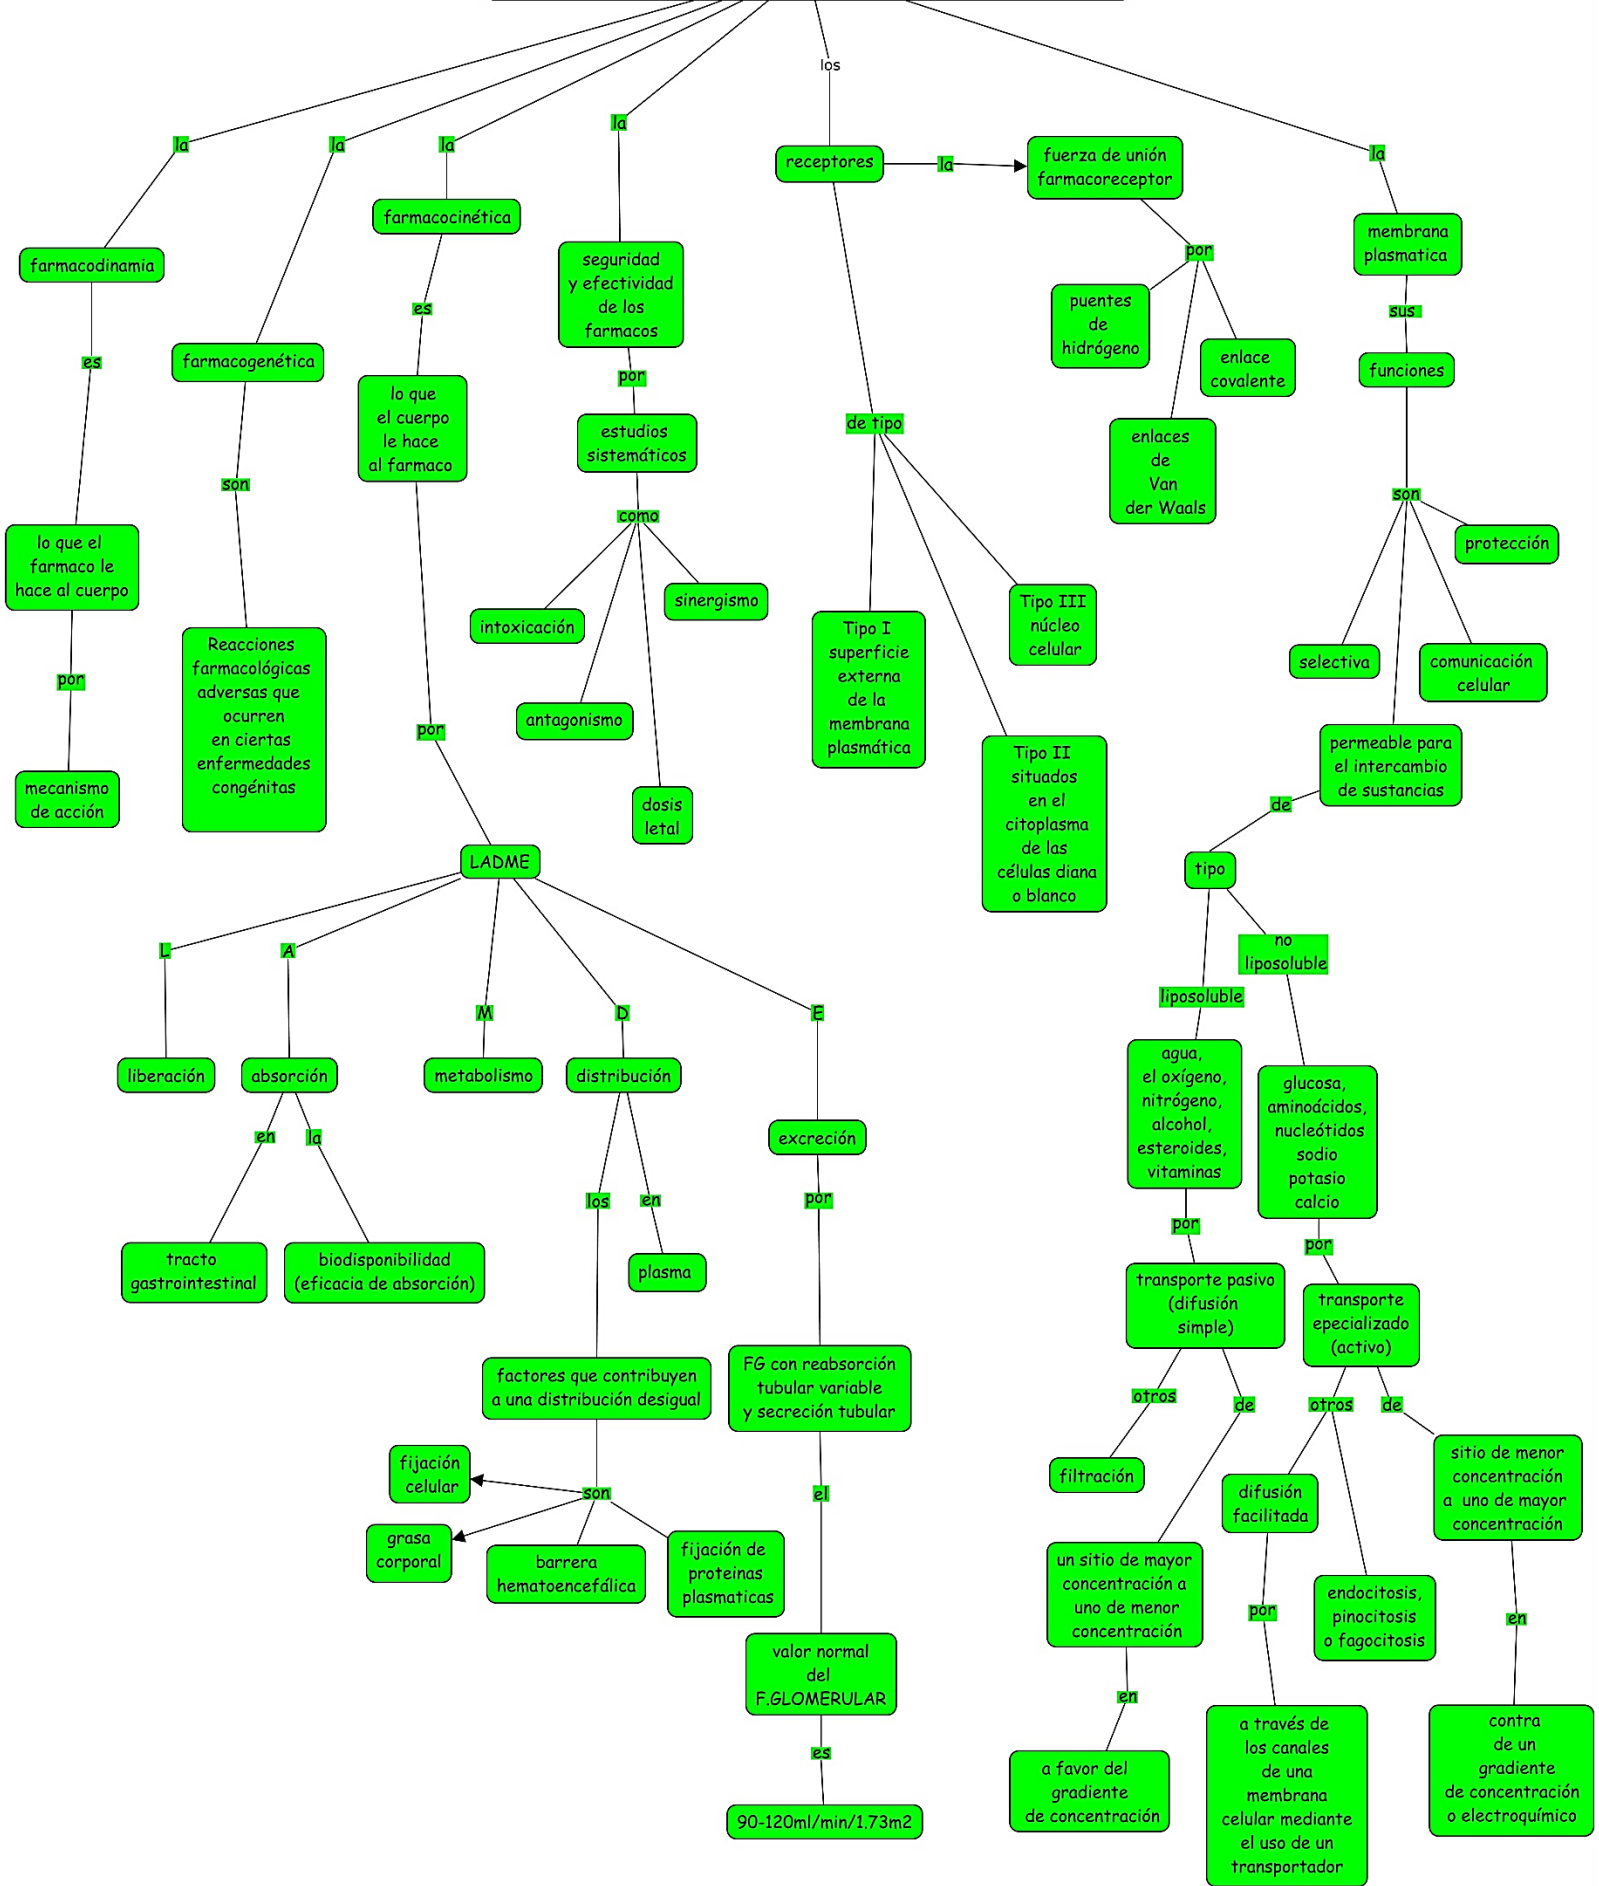 los
la
la
la
la
la
farmacodinamia
es
lo que el
farmaco le
hace al cuerpo
por
mecanismo
de acción
farmacogenética
son
Reacciones
farmacológicas
adversas que
ocurren
en ciertas
enfermedades
congénitas
farmacocinética
es
lo que
el cuerpo
le hace
al farmaco
por
LADME
L
liberación
A
absorción
en
tracto
gastrointestinal
la
biodisponibilidad
(eficacia de absorción)
M
metabolismo
D
distribución
los
factores que contribuyen
a una distribución desigual
son
fijación
celular
grasa
corporal
barrera
hematoencefálica
fijación de
proteinas
plasmaticas
en
plasma
E
excreción
por
FG con reabsorción
tubular variable
y secreción tubular
el
valor normal
del
F.GLOMERULAR
es
90-120ml/min/1.73m2
seguridad
y efectividad
de los
farmacos
por
estudios
sistemáticos
como
intoxicación
antagonismo
dosis
letal
sinergismo
receptores
la
fuerza de unión
farmacoreceptor
por
puentes
de
hidrógeno
enlaces
de
Van
der Waals
enlace
covalente
de tipo
Tipo I
superficie
externa
de la
membrana
plasmática
Tipo II
situados
en el
citoplasma
de las
células diana
o blanco
Tipo III
núcleo
celular
membrana
plasmatica
sus
funciones
son
selectiva
permeable para
el intercambio
de sustancias
comunicación
celular
protección
de
tipo
liposoluble
agua,
el oxígeno,
nitrógeno,
alcohol,
esteroides,
vitaminas
por
transporte pasivo
(difusión
simple)
otros
filtración
de
un sitio de mayor
concentración a
uno de menor
concentración
en
a favor del
gradiente
de concentración
no
liposoluble
glucosa,
aminoácidos,
nucleótidos
sodio
potasio
calcio
por
transporte
epecializado
(activo)
otros
difusión
facilitada
por
a través de
los canales
de una
membrana
celular mediante
el uso de un
transportador
endocitosis,
pinocitosis
o fagocitosis
de
sitio de menor
concentración
a uno de mayor
concentración
en
contra
de un
gradiente
de concentración
o electroquímico